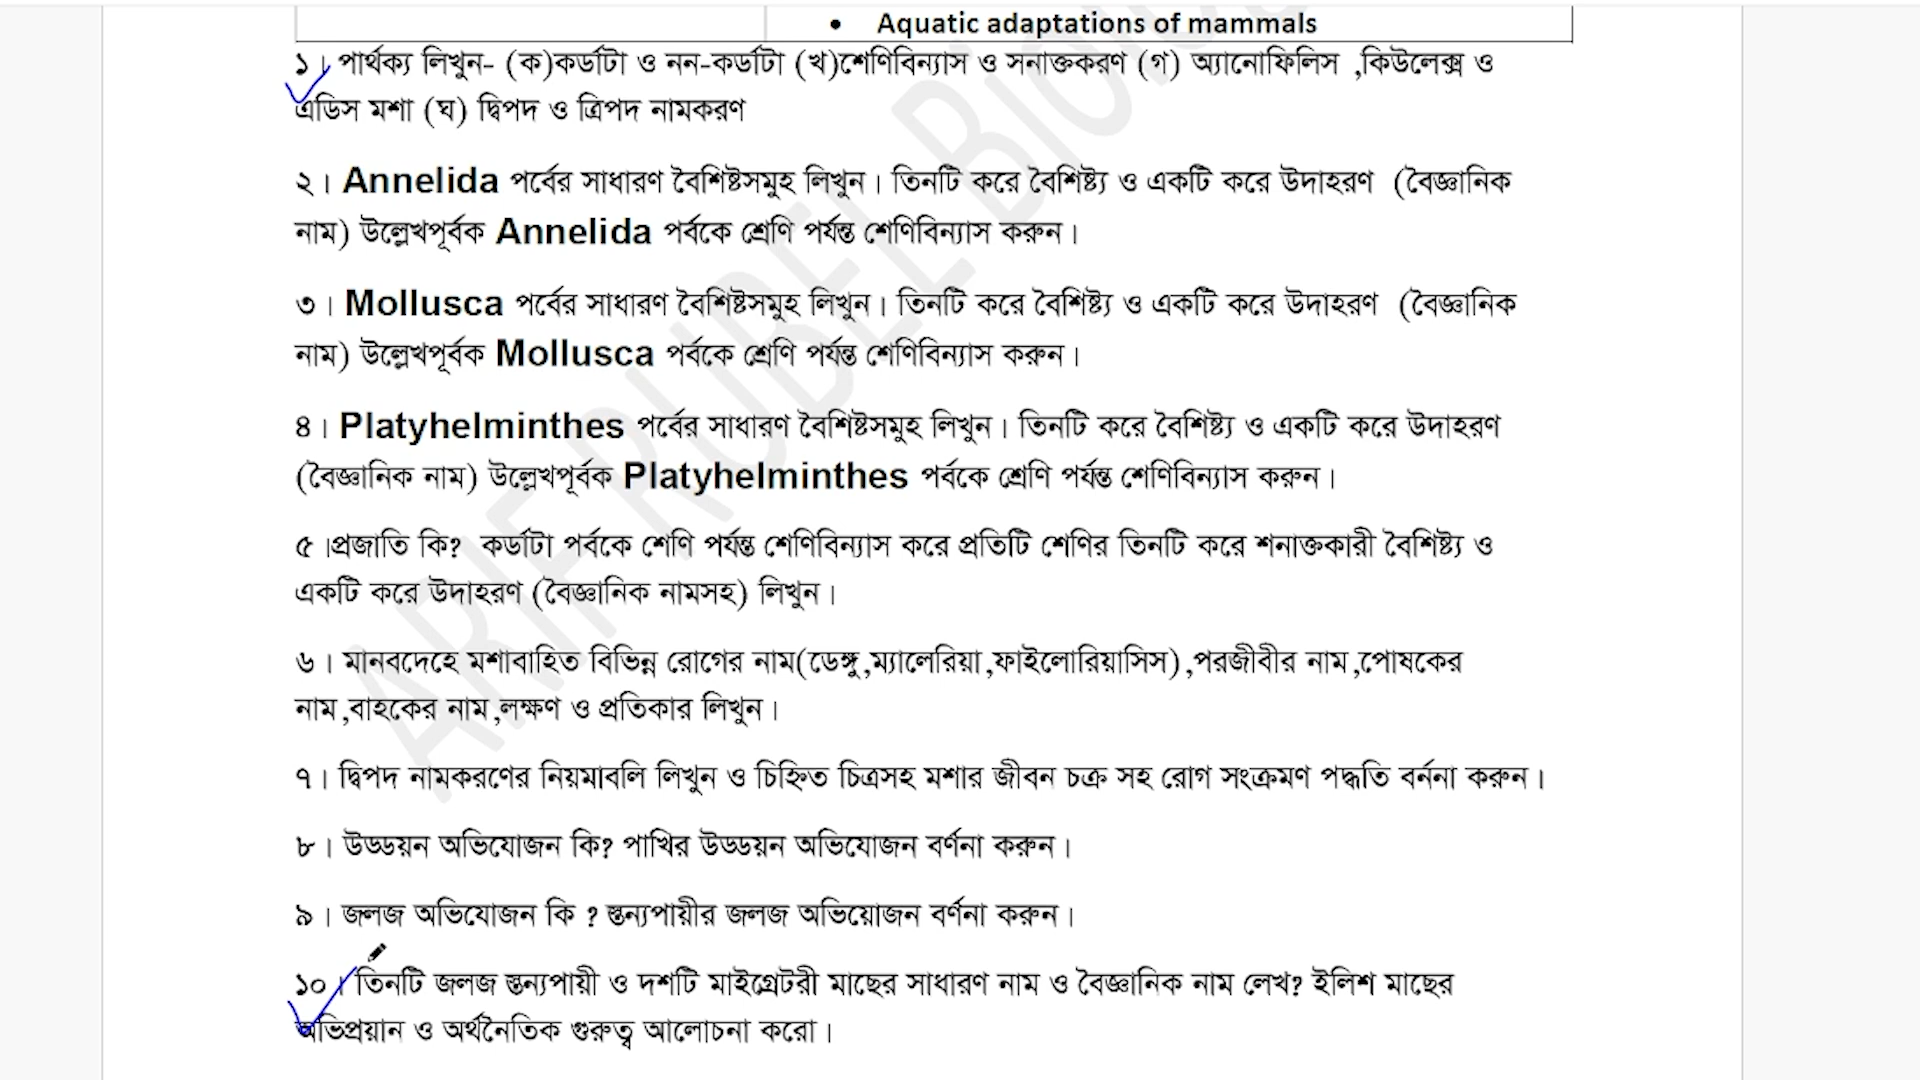 • Aquatic adaptations of mammals
১। পার্থক্য লিখুন- (ক)কর্ডাটা ও নন-কর্ডাটা (খ)শেণিবিন্যাস ও সনাক্তকরণ (গ) অ্যানোফিলিস ,কিউলেক্স ও
এডিস মশা (ঘ) দ্বিপদ ও ত্রিপদ নামকরণ
২। Annelida পর্বের সাধারণ বৈশিষ্টসমুহ লিখুন। তিনটি করে বৈশিষ্ট্য ও একটি করে উদাহরণ (বৈজ্ঞানিক
নাম) উল্লেখপূর্বক Annelida পর্বকে শ্রেণি পর্যন্ত শেণিবিন্যাস করুন।
৩। Mollusca পর্বের সাধারণ বৈশিষ্টসমুহ লিখুন। তিনটি করে বৈশিষ্ট্য ও একটি করে উদাহরণ (বৈজ্ঞানিক
নাম) উল্লেখপূর্বক Mollusca পর্বকে শ্রেণি পর্যন্ত শেণিবিন্যাস করুন।
৪। Platyhelminthes পর্বের সাধারণ বৈশিষ্টসমুহ লিখুন। তিনটি করে বৈশিষ্ট্য ও একটি করে উদাহরণ
(বৈজ্ঞানিক নাম) উল্লেখপূর্বক Platyhelminthes পর্বকে শ্রেণি পর্যন্ত শেণিবিন্যাস করুন।
৫ ।প্রজাতি কি? কর্ডাটা পর্বকে শেণি পর্যন্ত শেণিবিন্যাস করে প্রতিটি শেণির তিনটি করে শনাক্তকারী বৈশিষ্ট্য ও
একটি করে উদাহরণ (বৈজ্ঞানিক নামসহ) লিখুন।
৬। মানবদেহে মশাবাহিত বিভিন্ন রোগের নাম(ডেঙ্গু,ম্যালেরিয়া,ফাইলোরিয়াসিস),পরজীবীর নাম,পোষকের
নাম,বাহকের নাম,লক্ষণ ও প্রতিকার লিখুন।
৭। দ্বিপদ নামকরণের নিয়মাবলি লিখুন ও চিহ্নিত চিত্রসহ মশার জীবন চক্র সহ রোগ সংক্রমণ পদ্ধতি বর্ননা করুন।
৮। উড্ডয়ন অভিযোজন কি? পাখির উড্ডয়ন অভিযোজন বর্ণনা করুন।
৯। জলজ অভিযোজন কি ? স্তন্যপায়ীর জলজ অভিয়োজন বর্ণনা করুন।
১০। তিনটি জলজ স্তন্যপায়ী ও দশটি মাইগ্রেটরী মাছের সাধারণ নাম ও বৈজ্ঞানিক নাম লেখ? ইলিশ মাছের
অভিপ্রয়ান ও অর্থনৈতিক গুরুত্ব আলোচনা করো।
ARIF RUBEL